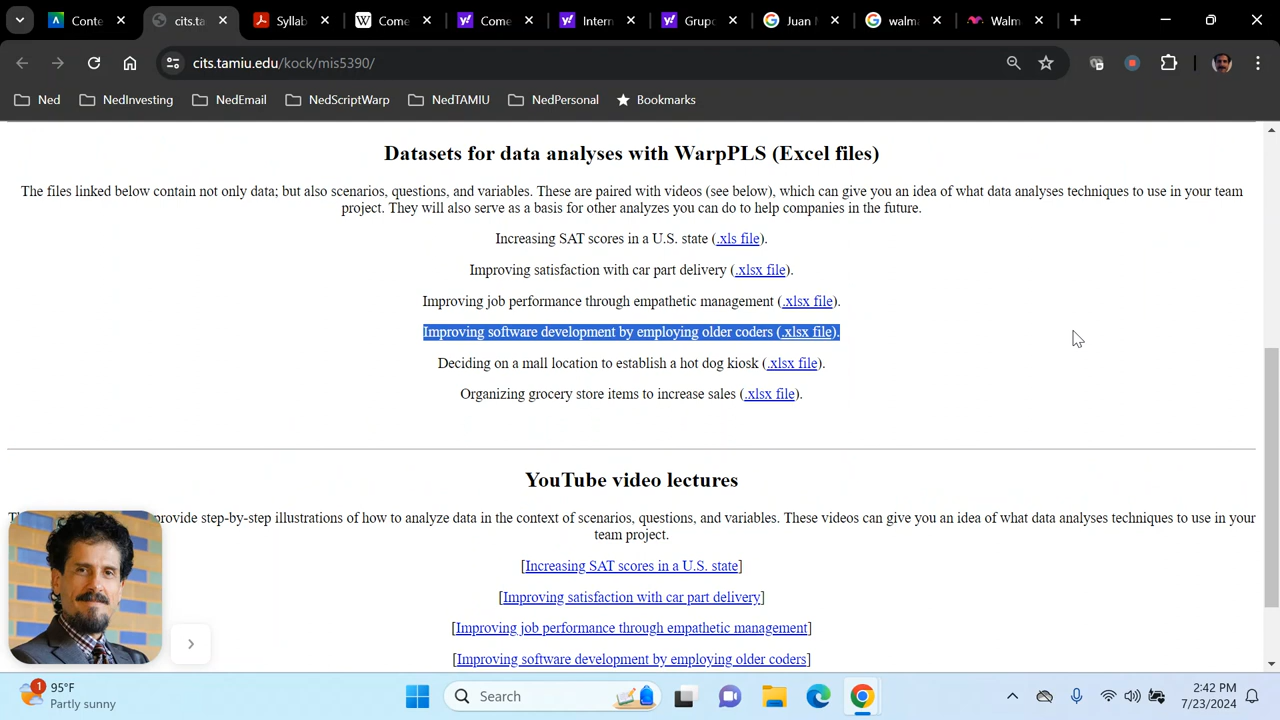 Conte
cits.ta
Syllab
Come
Come
Intern
Grupo
Juan M
walma
Walm
cits.tamiu.edu/kock/mis5390/
Ned
NedInvesting
NedEmail
NedScriptWarp
NedTAMIU
NedPersonal
Bookmarks
Datasets for data analyses with WarpPLS (Excel files)
The files linked below contain not only data; but also scenarios, questions, and variables. These are paired with videos (see below), which can give you an idea of what data analyses techniques to use in your team
project. They will also serve as a basis for other analyzes you can do to help companies in the future.
Increasing SAT scores in a U.S. state (.xls file).
Improving satisfaction with car part delivery (.xlsx file).
Improving job performance through empathetic management (.xlsx file).
Improving software development by employing older coders (.xlsx file).
Deciding on a mall location to establish a hot dog kiosk (.xlsx file).
Organizing grocery store items to increase sales (.xlsx file).
YouTube video lectures
provide step-by-step illustrations of how to analyze data in the context of scenarios, questions, and variables. These videos can give you an idea of what data analyses techniques to use in your
team project.
[Increasing SAT scores in a U.S. state]
[Improving satisfaction with car part delivery]
[Improving job performance through empathetic management]
[Improving software development by employing older coders]
1
95°F
Partly sunny
Search
2:42 PM
7/23/2024